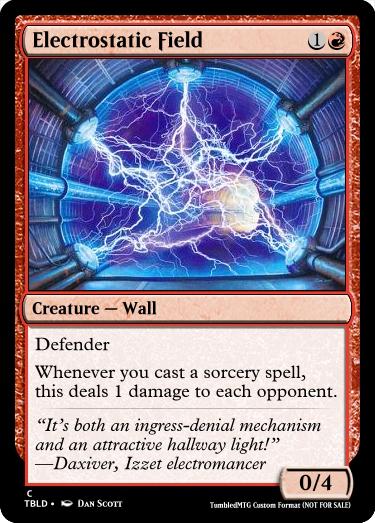 Electrostatic Field 1
Creature — Wall
Defender
Whenever you cast a sorcery spell,
this deals 1 damage to each opponent.
“It’s both an ingress-denial mechanism
and an attractive hallway light!”
—Daxiver, Izzet electromancer
0/4
C
TBLD • Dan Scott
TumbledMTG Custom Format (NOT FOR SALE)